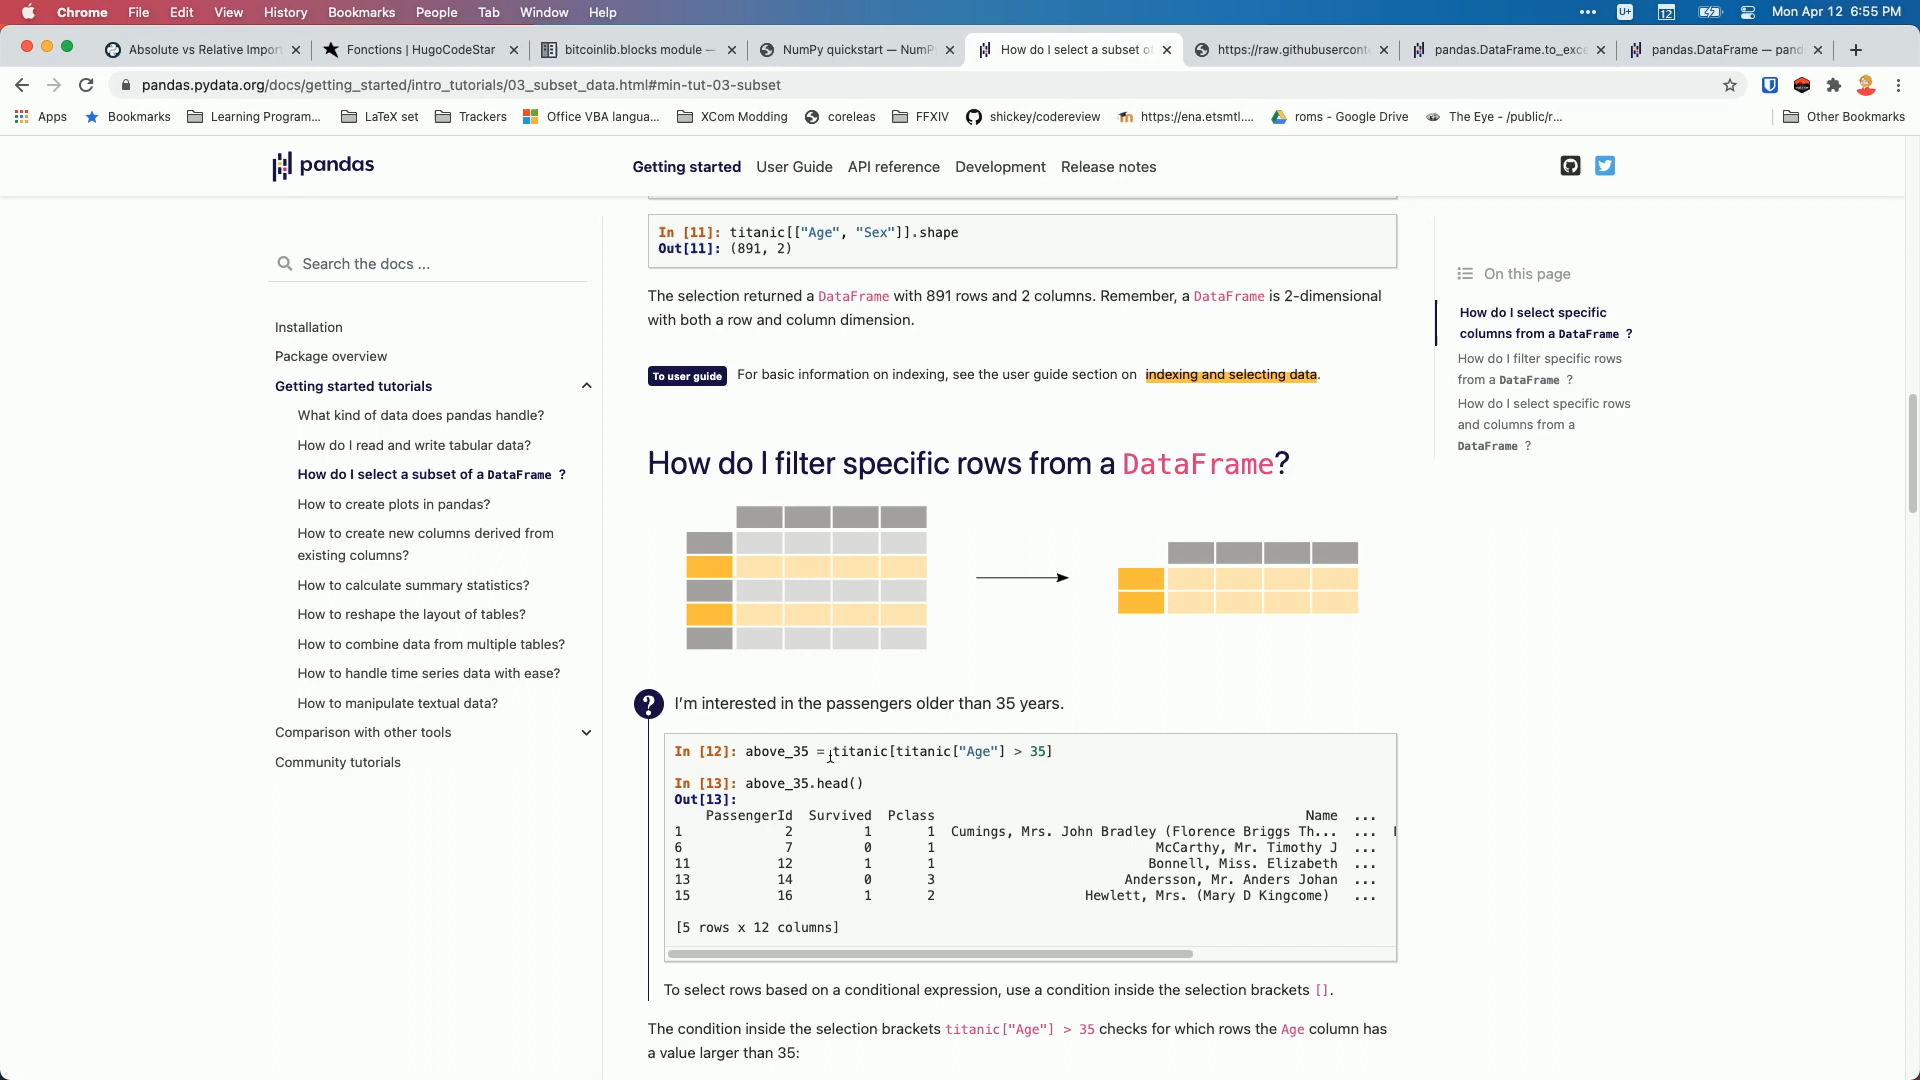 Chrome File Edit View History Bookmarks People Tab Window Help
U+ 12 Mon Apr 12 6:55 PM
Absolute vs Relative Import
Fonctions | HugoCodeStar
bitcoinlib.blocks module —
NumPy quickstart — NumP
How do I select a subset of
https://raw.githubusercont
pandas.DataFrame.to_exce
pandas.DataFrame — pand
pandas.pydata.org/docs/getting_started/intro_tutorials/03_subset_data.html#min-tut-03-subset
Apps Bookmarks Learning Program... LaTeX set Trackers Office VBA langua... XCom Modding coreleas FFXIV shickey/codereview https://ena.etsmtl.... roms - Google Drive The Eye - /public/r... Other Bookmarks
pandas
Getting started User Guide API reference Development Release notes
Search the docs ...
Installation
Package overview
Getting started tutorials
What kind of data does pandas handle?
How do I read and write tabular data?
How do I select a subset of a DataFrame ?
How to create plots in pandas?
How to create new columns derived from
existing columns?
How to calculate summary statistics?
How to reshape the layout of tables?
How to combine data from multiple tables?
How to handle time series data with ease?
How to manipulate textual data?
Comparison with other tools
Community tutorials
In [11]: titanic[["Age", "Sex"]].shape
Out[11]: (891, 2)
The selection returned a DataFrame with 891 rows and 2 columns. Remember, a DataFrame is 2-dimensional
with both a row and column dimension.
To user guide For basic information on indexing, see the user guide section on indexing and selecting data.
How do I filter specific rows from a DataFrame?
? I'm interested in the passengers older than 35 years.
In [12]: above_35 = titanic[titanic["Age"] > 35]
In [13]: above_35.head()
Out[13]:
PassengerId Survived Pclass Name ...
1 2 1 1 Cumings, Mrs. John Bradley (Florence Briggs Th... ...
6 7 0 1 McCarthy, Mr. Timothy J ...
11 12 1 1 Bonnell, Miss. Elizabeth ...
13 14 0 3 Andersson, Mr. Anders Johan ...
15 16 1 2 Hewlett, Mrs. (Mary D Kingcome) ...
[5 rows x 12 columns]
To select rows based on a conditional expression, use a condition inside the selection brackets [].
The condition inside the selection brackets titanic["Age"] > 35 checks for which rows the Age column has
a value larger than 35:
On this page
How do I select specific
columns from a DataFrame ?
How do I filter specific rows
from a DataFrame ?
How do I select specific rows
and columns from a
DataFrame ?